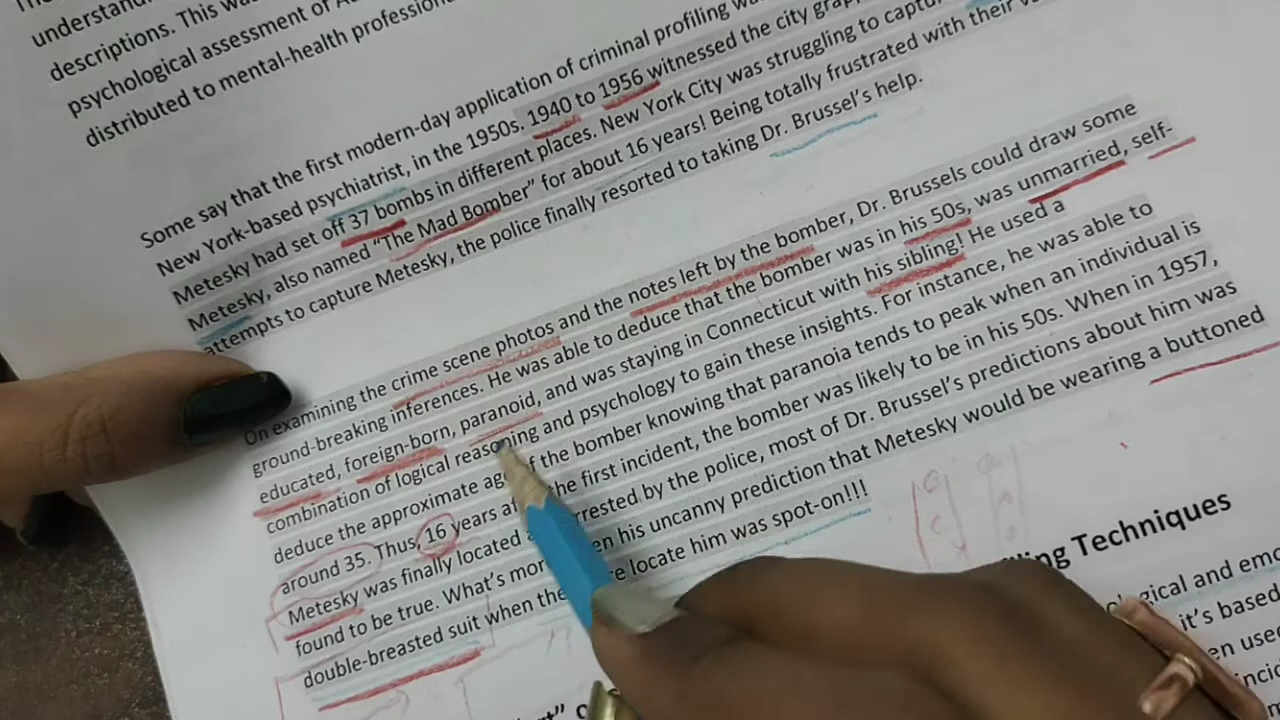 understandi
descriptions. This wa
psychological assessment of A
distributed to mental-health profession
Some say that the first modern-day application of criminal profiling wa
New York-based psychiatrist, in the 1950s. 1940 to 1956 witnessed the city
Metesky had set off 37 bombs in different places. New York City was struggling to captu
Metesky, also named "The Mad Bomber" for about 16 years! Being totally frustrated with their
attempts to capture Metesky, the police finally resorted to taking Dr. Brussel's help.
On examining the crime scene photos and the notes left by the bomber, Dr. Brussels could draw some
ground-breaking inferences. He was able to deduce that the bomber was in his 50s, was unmarried, self-
educated, foreign-born, paranoid, and was staying in Connecticut with his sibling! He used a
combination of logical reasoning and psychology to gain these insights. For instance, he was able to
deduce the approximate age of the bomber knowing that paranoia tends to peak when an individual is
around 35. Thus, 16 years a the first incident, the bomber was likely to be in his 50s. When in 1957,
Metesky was finally located a rrested by the police, most of Dr. Brussel's predictions about him was
found to be true. What's mor en his uncanny prediction that Metesky would be wearing a buttoned
double-breasted suit when the e locate him was spot-on!!!
ling Techniques
gical and emo
it's based
en used
incid